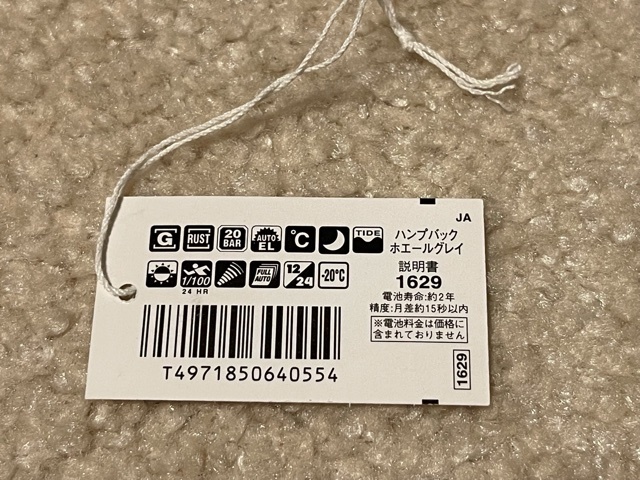 JA
G
RUST
20
BAR
AUTO
EL
℃
TIDE
1/100
24 HR
FULL
AUTO
12/24
-20℃
ハンプバック
ホエールグレイ
説明書
1629
電池寿命:約2年
精度:月差約15秒以内
※電池料金は価格に
含まれておりません
T4971850640554
1629